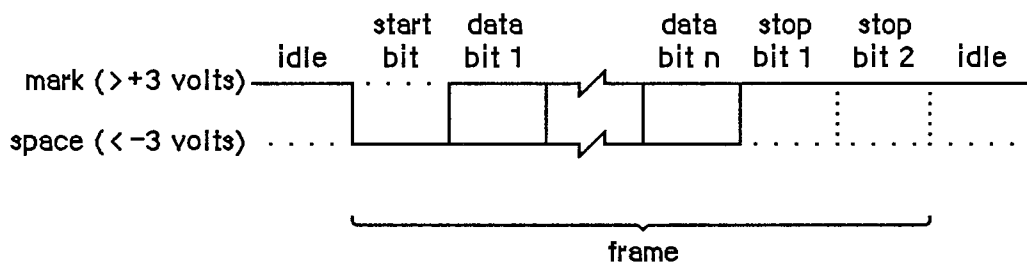 idle
start bit
data bit 1
data bit n
stop bit 1
stop bit 2
idle
mark (>+3 volts)
space (<-3 volts)
frame